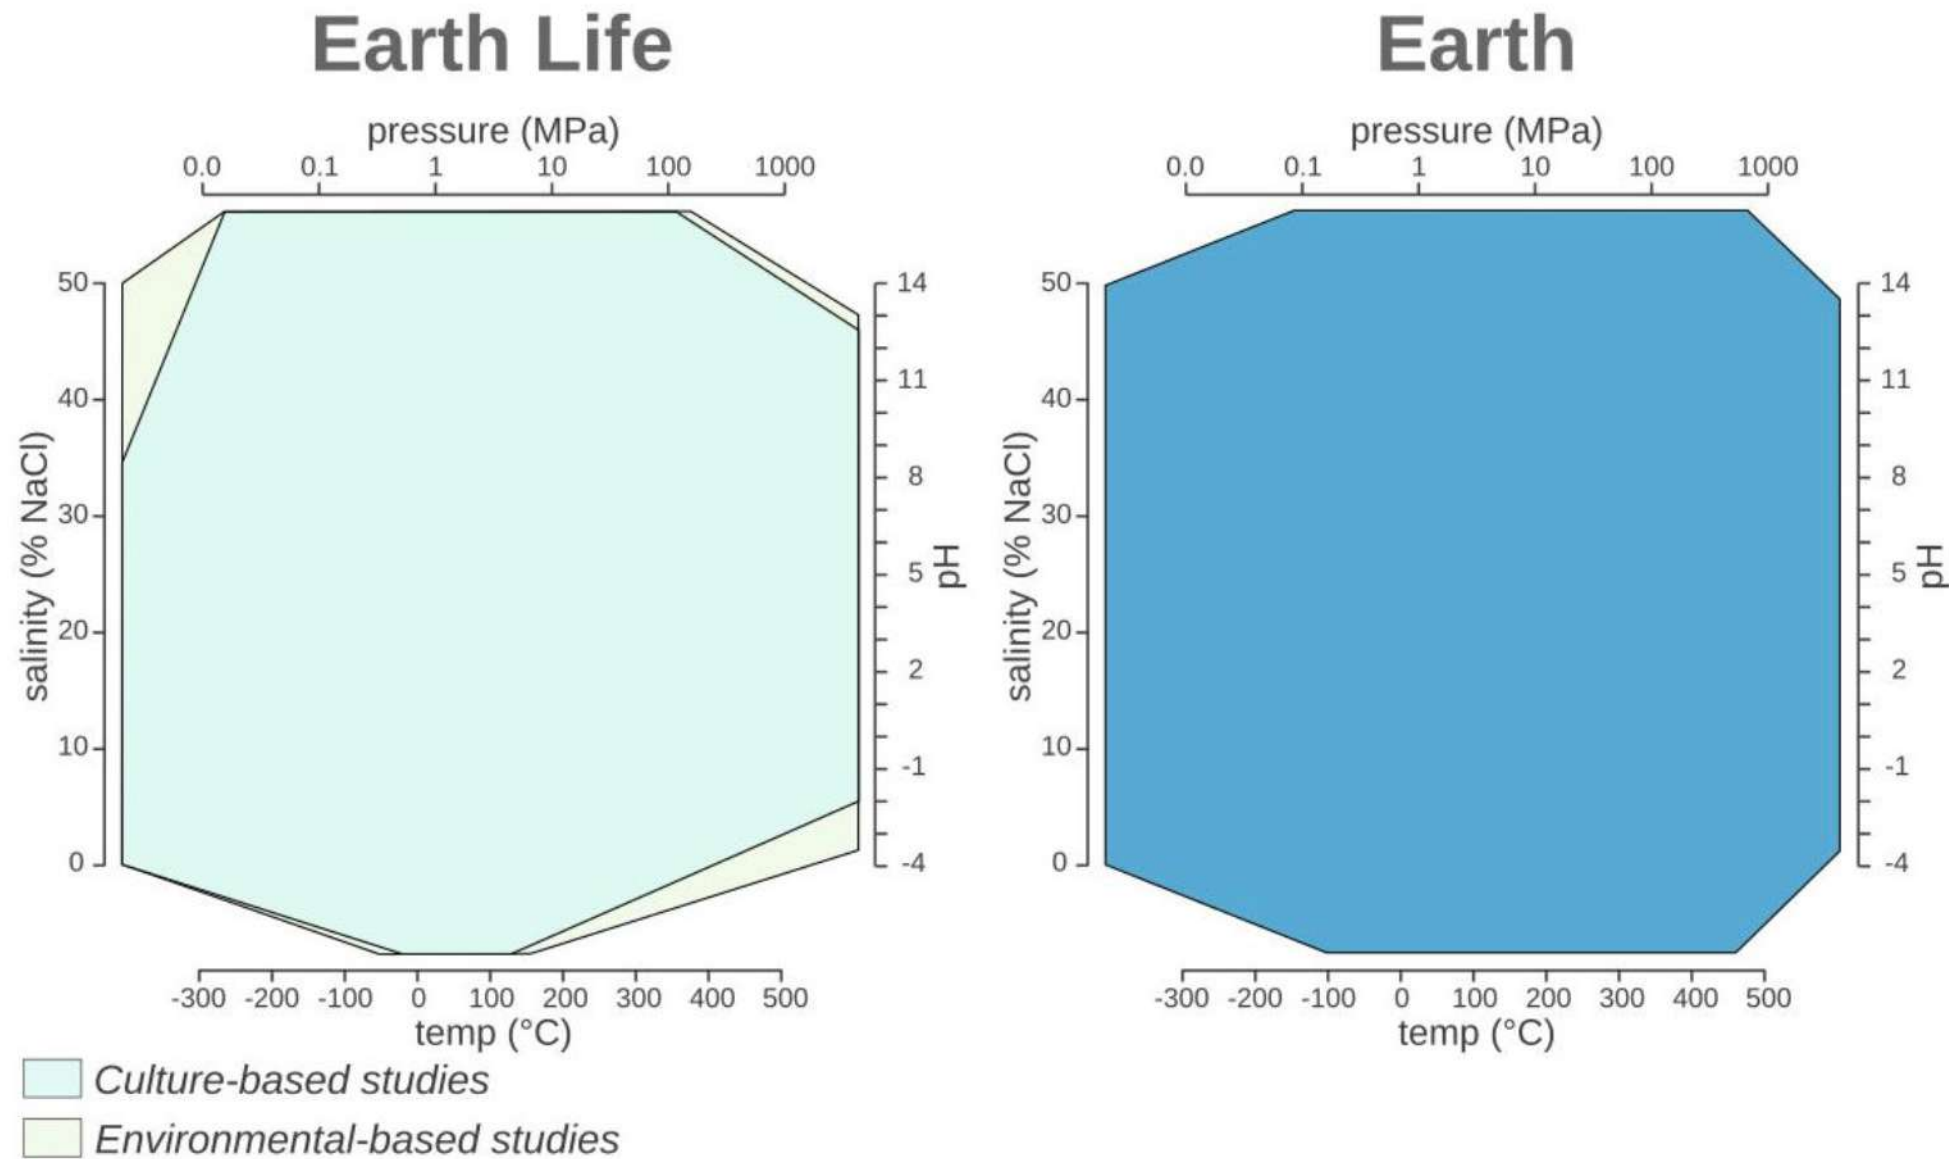 Earth Life
pressure (MPa)
0.0 0.1 1 10 100 1000
salinity (% NaCl)
50
40
30
20
10
0
14
11
8
5
2
-1
-4
pH
-300 -200 -100 0 100 200 300 400 500
temp (°C)
Culture-based studies
Environmental-based studies
Earth
pressure (MPa)
0.0 0.1 1 10 100 1000
salinity (% NaCl)
50
40
30
20
10
0
14
11
8
5
2
-1
-4
pH
-300 -200 -100 0 100 200 300 400 500
temp (°C)